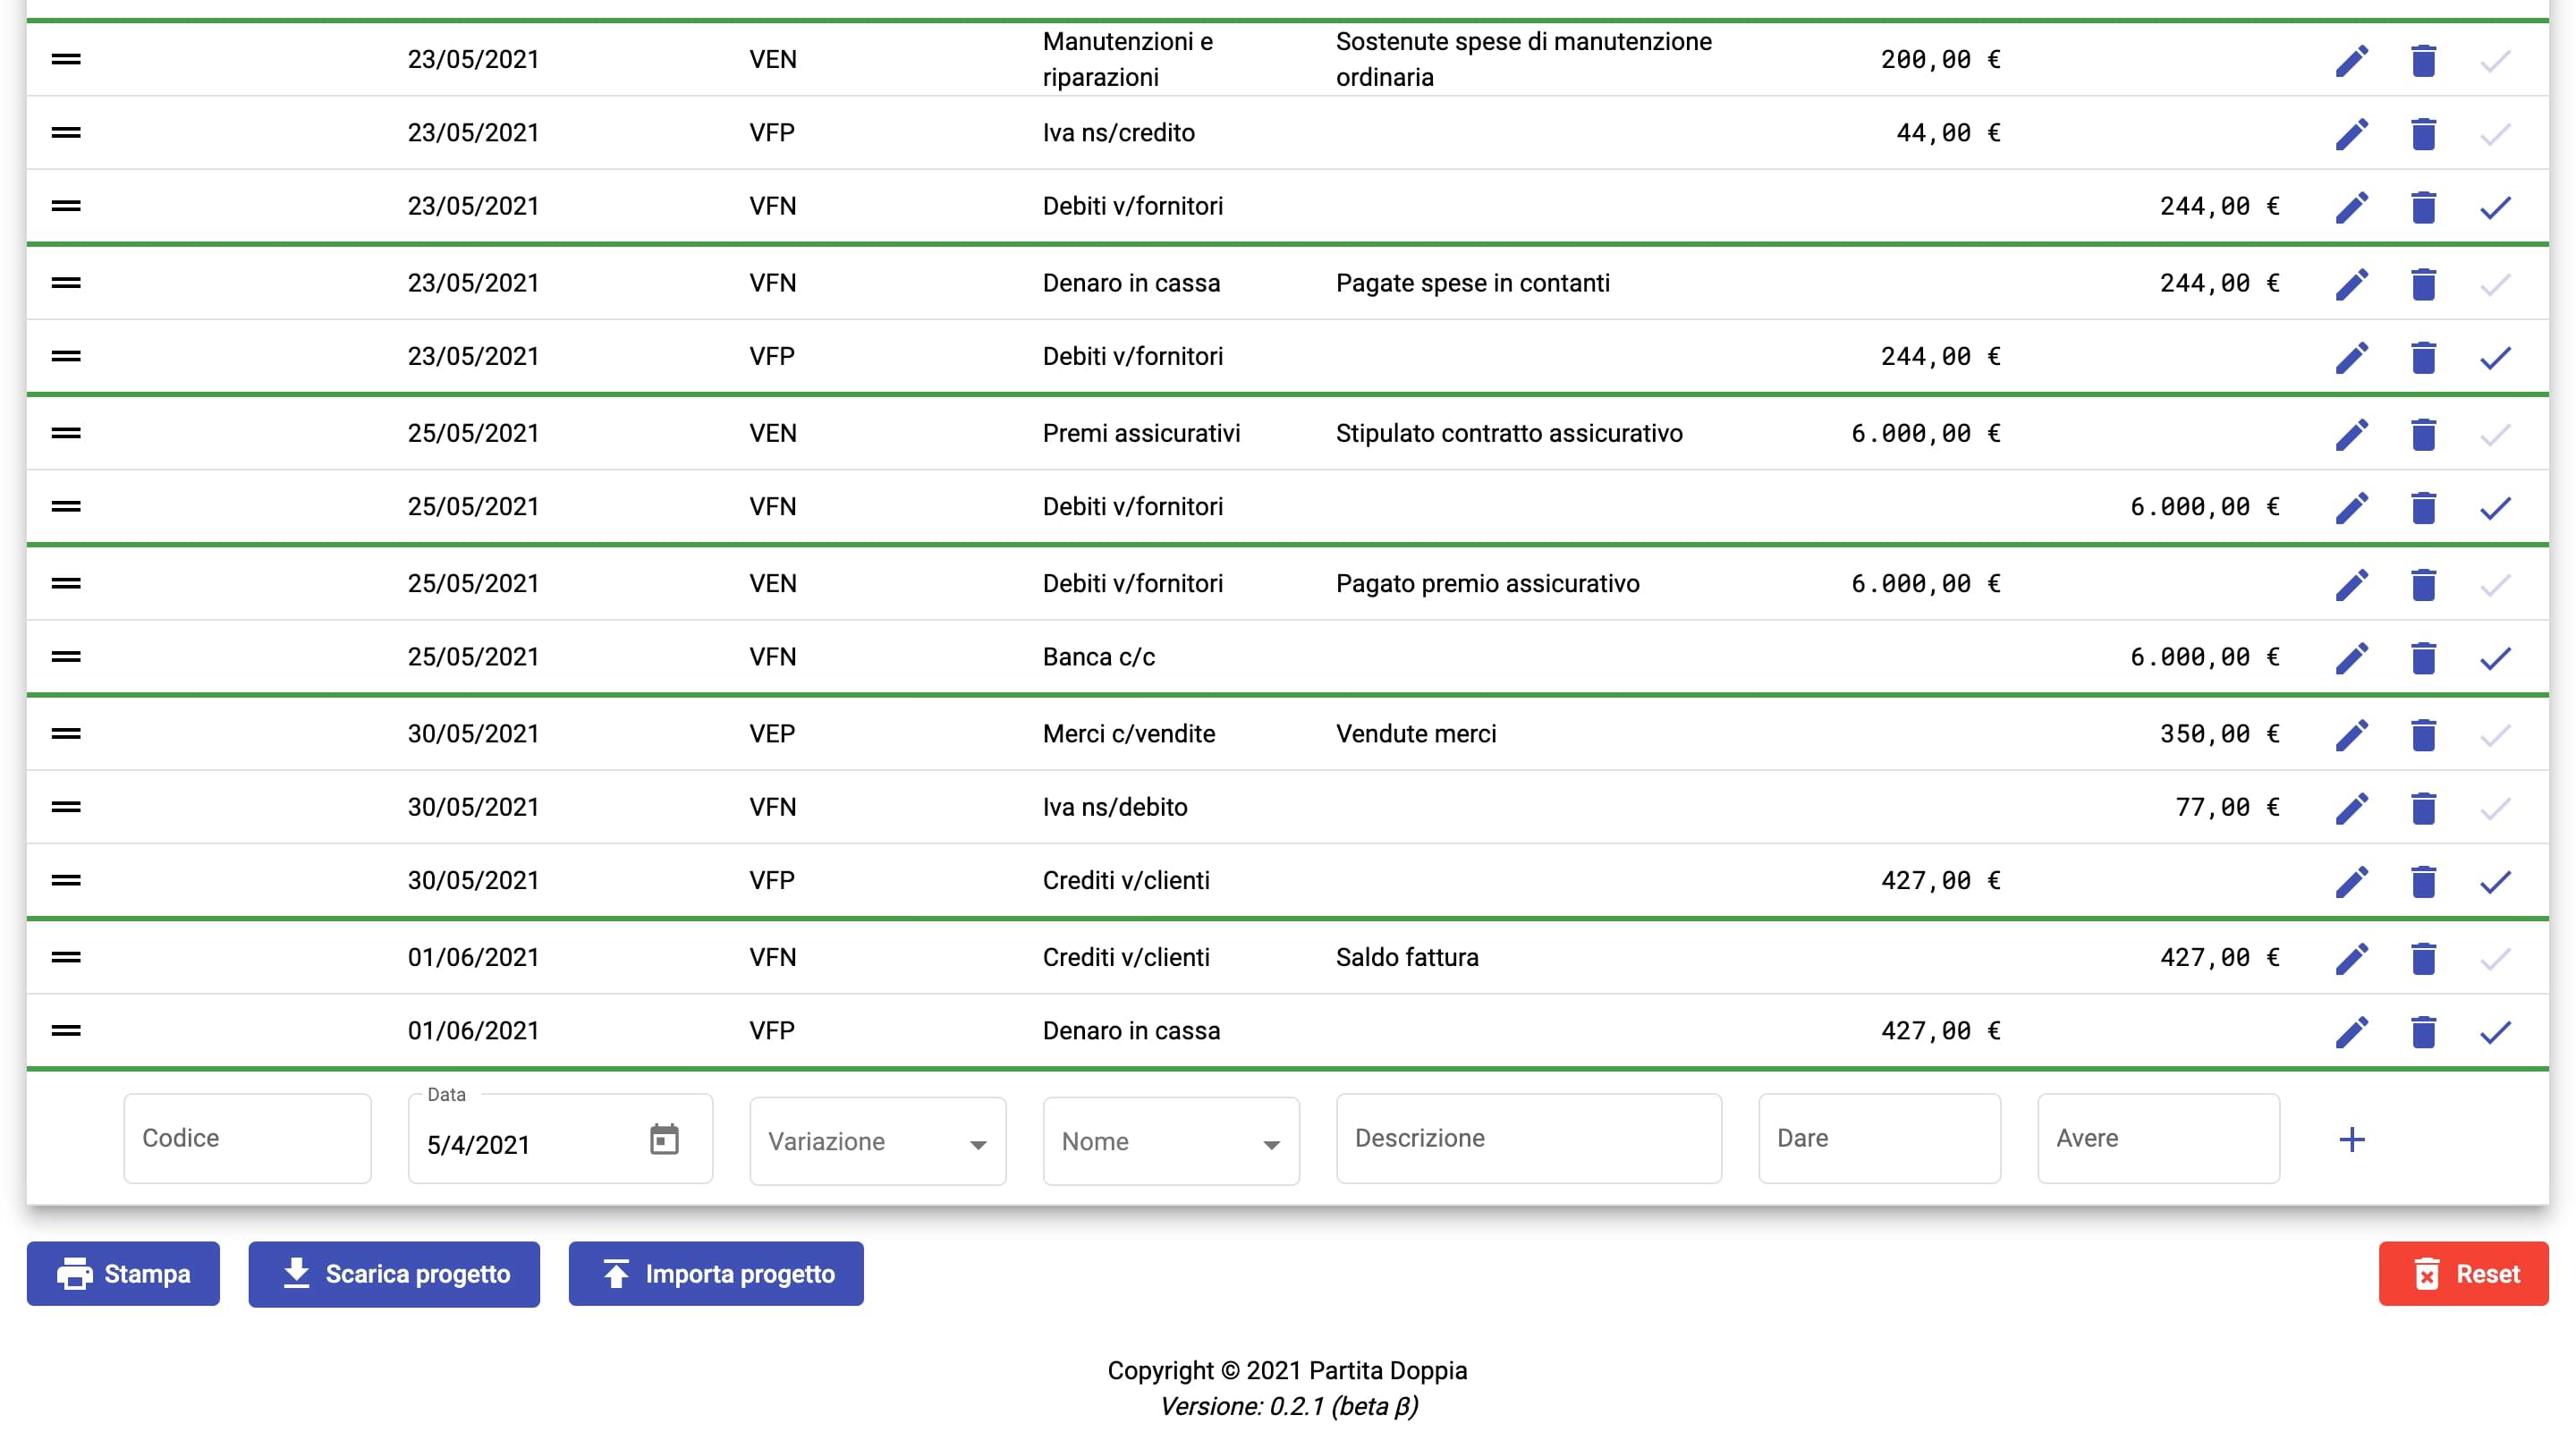 23/05/2021 VEN Manutenzioni e riparazioni Sostenute spese di manutenzione ordinaria 200,00 €
23/05/2021 VFP Iva ns/credito 44,00 €
23/05/2021 VFN Debiti v/fornitori 244,00 €
23/05/2021 VFN Denaro in cassa Pagate spese in contanti 244,00 €
23/05/2021 VFP Debiti v/fornitori 244,00 €
25/05/2021 VEN Premi assicurativi Stipulato contratto assicurativo 6.000,00 €
25/05/2021 VFN Debiti v/fornitori 6.000,00 €
25/05/2021 VEN Debiti v/fornitori Pagato premio assicurativo 6.000,00 €
25/05/2021 VFN Banca c/c 6.000,00 €
30/05/2021 VEP Merci c/vendite Vendute merci 350,00 €
30/05/2021 VFN Iva ns/debito 77,00 €
30/05/2021 VFP Crediti v/clienti 427,00 €
01/06/2021 VFN Crediti v/clienti Saldo fattura 427,00 €
01/06/2021 VFP Denaro in cassa 427,00 €
Data
Codice 5/4/2021 Variazione Nome Descrizione Dare Avere
Stampa Scarica progetto Importa progetto Reset
Copyright © 2021 Partita Doppia
Versione: 0.2.1 (beta β)